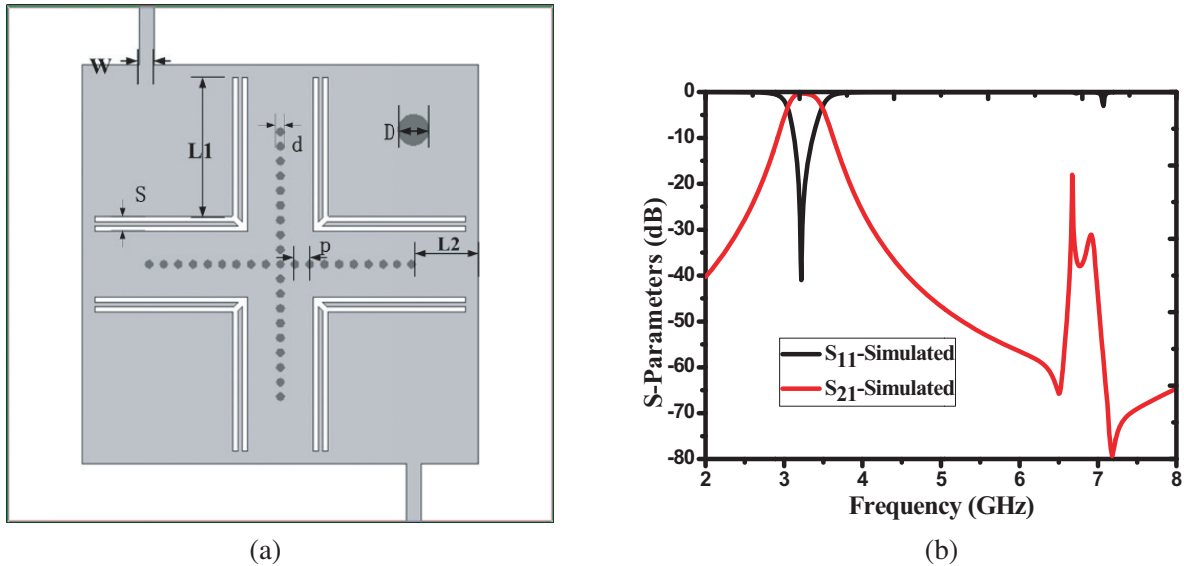 W
L1
d
D
S
p
L2
(a)
S-Parameters (dB)
0
-10
-20
-30
-40
-50
-60
-70
-80
S11-Simulated
S21-Simulated
2 3 4 5 6 7 8
Frequency (GHz)
(b)